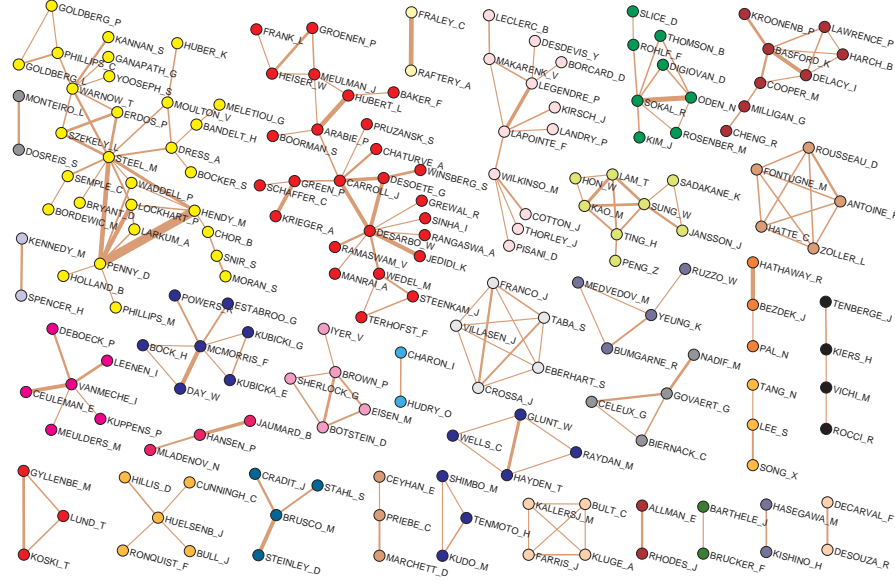 GOLDBERG_P
PHILLIPS_C
GOLDBERG_
KANNAN_S
GANAPATH_G
YOOSEPH_S
HUBER_K
WARNOW_T
ERDOS_P
MOULTON_V
MELETIOU_G
BANDELT_H
MONTEIRO_L
DOSREIS_S
SZEKELY_L
STEEL_M
DRESS_A
BOCKER_S
SEMPLE_C
WADDELL_P
BRYANT_D
LOCKHART_P
HENDY_M
BORDEWIC_M
LARKUM_A
CHOR_B
SNIR_S
MORAN_S
PENNY_D
HOLLAND_B
PHILLIPS_M
KENNEDY_M
SPENCER_H
FRANK_L
GROENEN_P
HEISER_W
MEULMAN_J
HUBERT_L
BAKER_F
BOORMAN_S
ARABIE_P
PRUZANSK_S
CHATURVE_A
WINSBERG_S
SCHAFFER_C
GREEN_P
CARROLL_J
DESOETE_G
KRIEGER_A
GREWAL_R
SINHA_I
RANGASWA_A
DESARBO_W
JEDIDI_K
RAMASWAM_V
MANRAI_A
WEDEL_M
STEENKAM_J
TERHOFST_F
FRALEY_C
RAFTERY_A
LECLERC_B
DESDEVIS_Y
MAKARENK_V
BORCARD_D
LEGENDRE_P
KIRSCH_J
LANDRY_P
LAPOINTE_F
WILKINSO_M
COTTON_J
THORLEY_J
PISANI_D
SLICE_D
ROHLF_F
THOMSON_B
DIGIOVAN_D
SOKAL_R
ODEN_N
ROSENBER_M
KIM_J
KROONENB_P
LAWRENCE_P
BASFORD_K
HARCH_B
DELACY_I
COOPER_M
MILLIGAN_G
CHENG_R
HON_W
LAM_T
SADAKANE_K
KAO_M
SUNG_W
TING_H
JANSSON_J
PENG_Z
ROUSSEAU_D
FONTUGNE_M
ANTOINE_
HATTE_C
ZOLLER_L
DEBOECK_P
LEENEN_I
VANMECHE_I
CEULEMAN_E
KUPPENS_P
MEULDERS_M
POWERS_R
ESTABROO_G
BOCK_H
MCMORRIS_F
KUBICKI_G
DAY_W
KUBICKA_E
MLADENOV_N
HANSEN_P
JAUMARD_B
IYER_V
SHERLOCK_G
BROWN_P
EISEN_M
BOTSTEIN_D
CHARON_I
HUDRY_O
FRANCO_J
VILLASEN_J
TABA_S
EBERHART_S
CROSSA_J
MEDVEDOV_M
RUZZO_W
YEUNG_K
BUMGARNE_R
NADIF_M
CELEUX_G
GOVAERT_G
BIERNACK_C
HATHAWAY_R
BEZDEK_J
PAL_N
TENBERGE_J
KIERS_H
VICHI_M
ROCCI_R
TANG_N
LEE_S
SONG_X
WELLS_C
GLUNT_W
RAYDAN_M
HAYDEN_T
GYLLENBE_M
LUND_T
KOSKI_T
HILLIS_D
CUNNINGH_C
HUELSENB_J
RONQUIST_F
BULL_J
CRADIT_J
STAHL_S
BRUSCO_M
STEINLEY_D
CEYHAN_E
PRIEBE_C
MARCHETT_D
SHIMBO_M
TENMOTO_H
KUDO_M
KALLERSJ_M
BULT_C
FARRIS_J
KLUGE_A
ALLMAN_E
RHODES_J
BARTHELE_J
BRUCKER_F
HASEGAWA_M
KISHINO_H
DECARVAL_F
DESOUZA_R